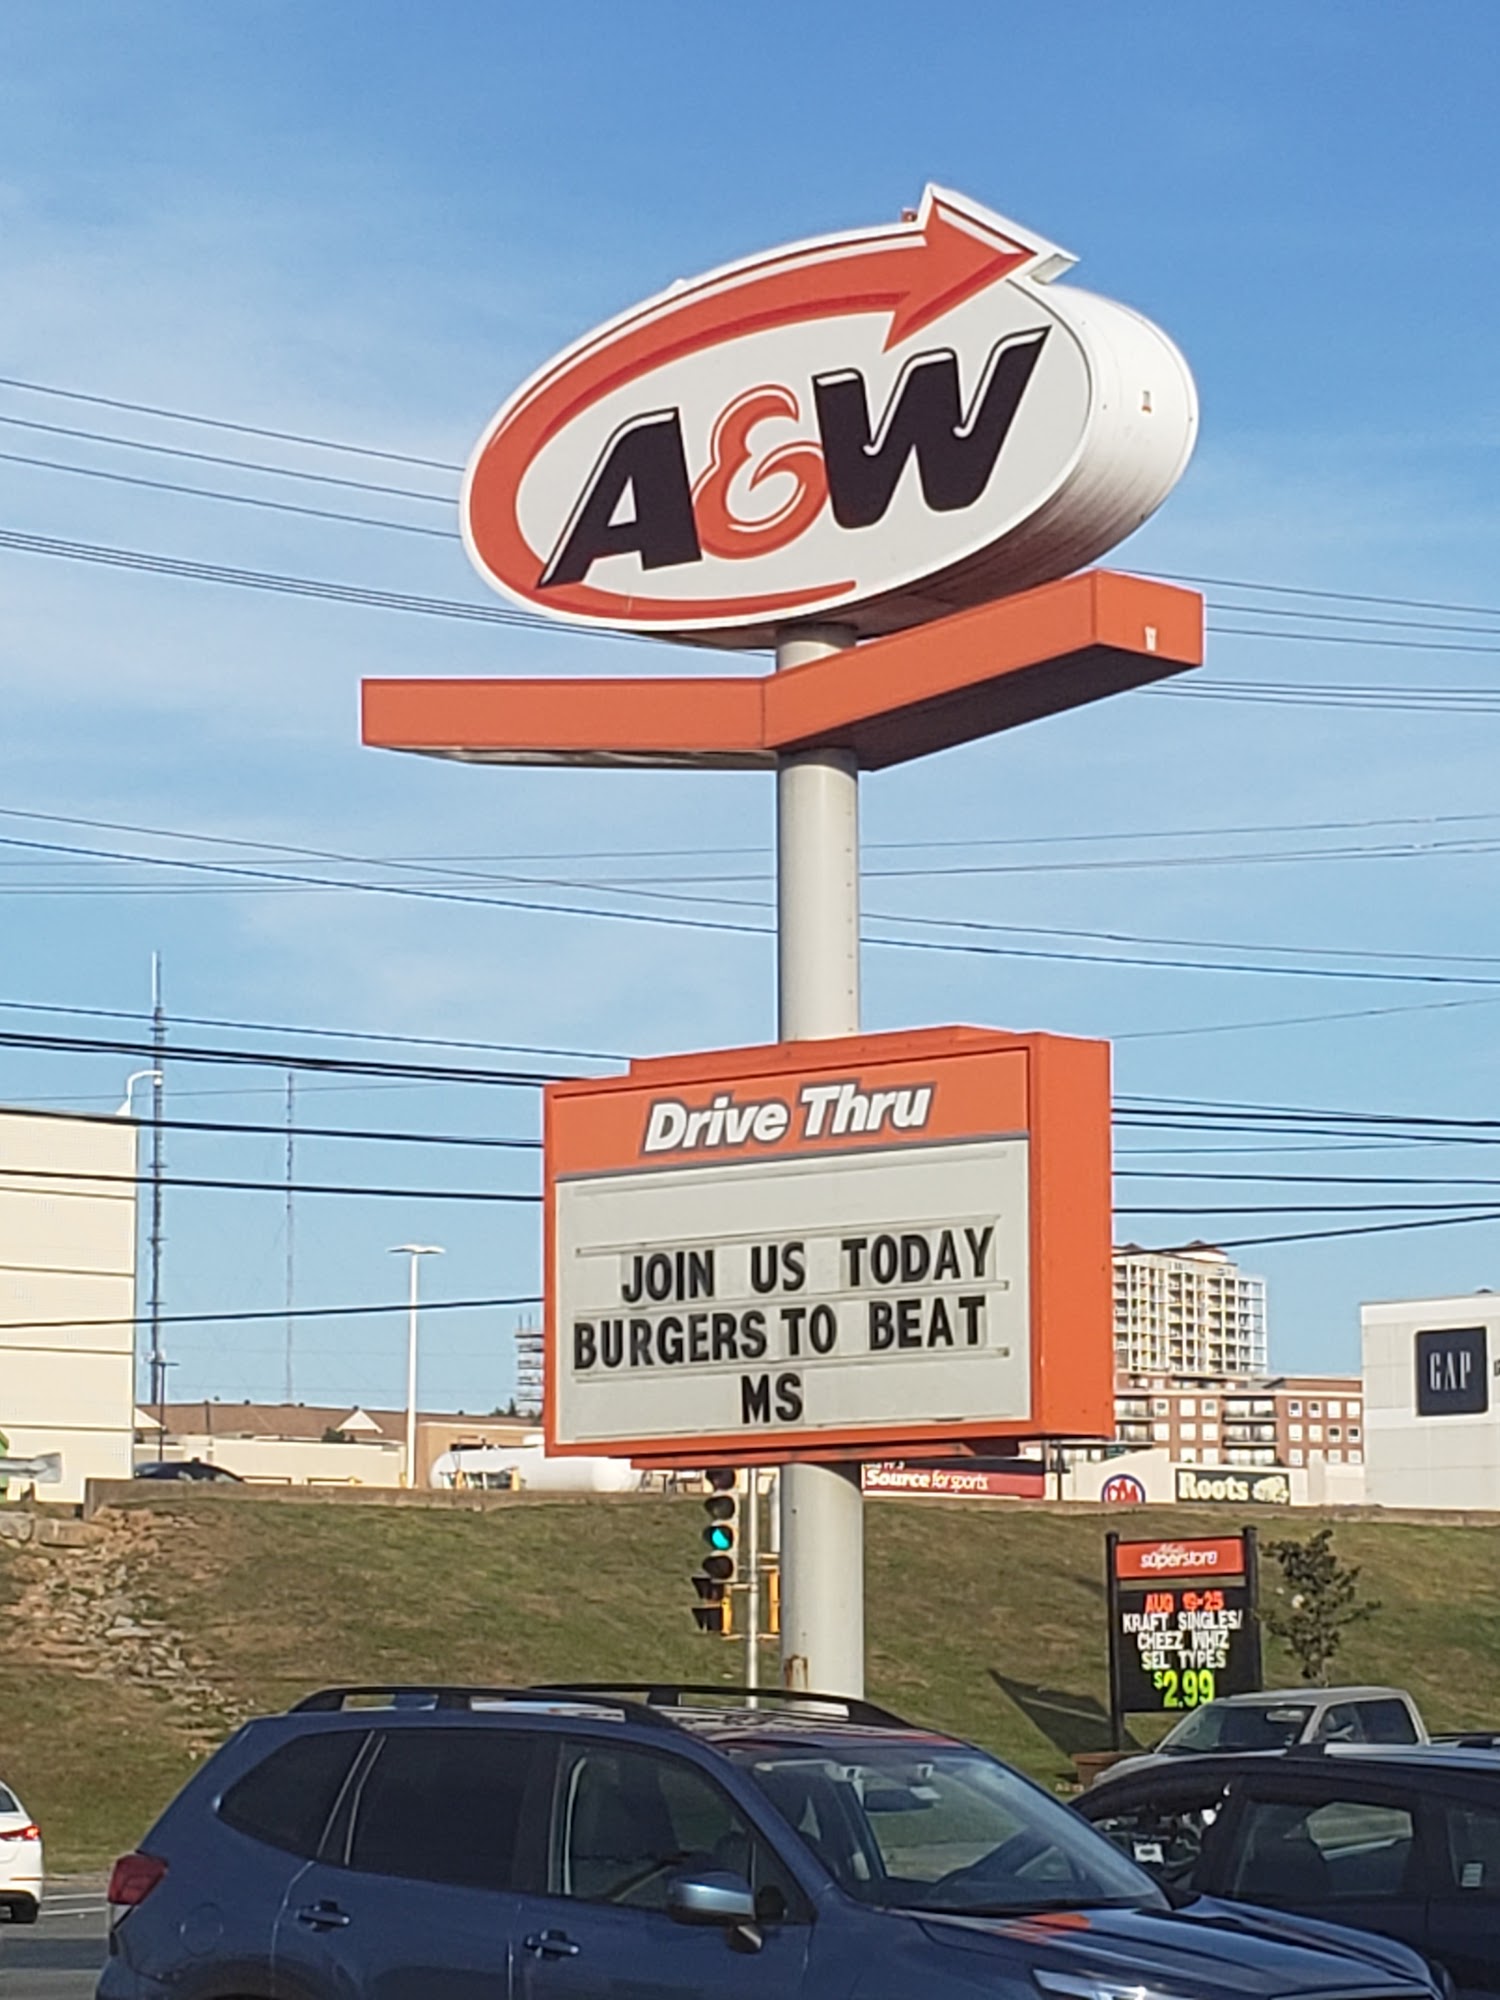 A&W
Drive Thru
JOIN US TODAY
BURGERS TO BEAT
MS
GAP
Source for sports
Roots
superstore
AUG 19-25
KRAFT SINGLES/
CHEEZ WHIZ
SEL TYPES
$2.99